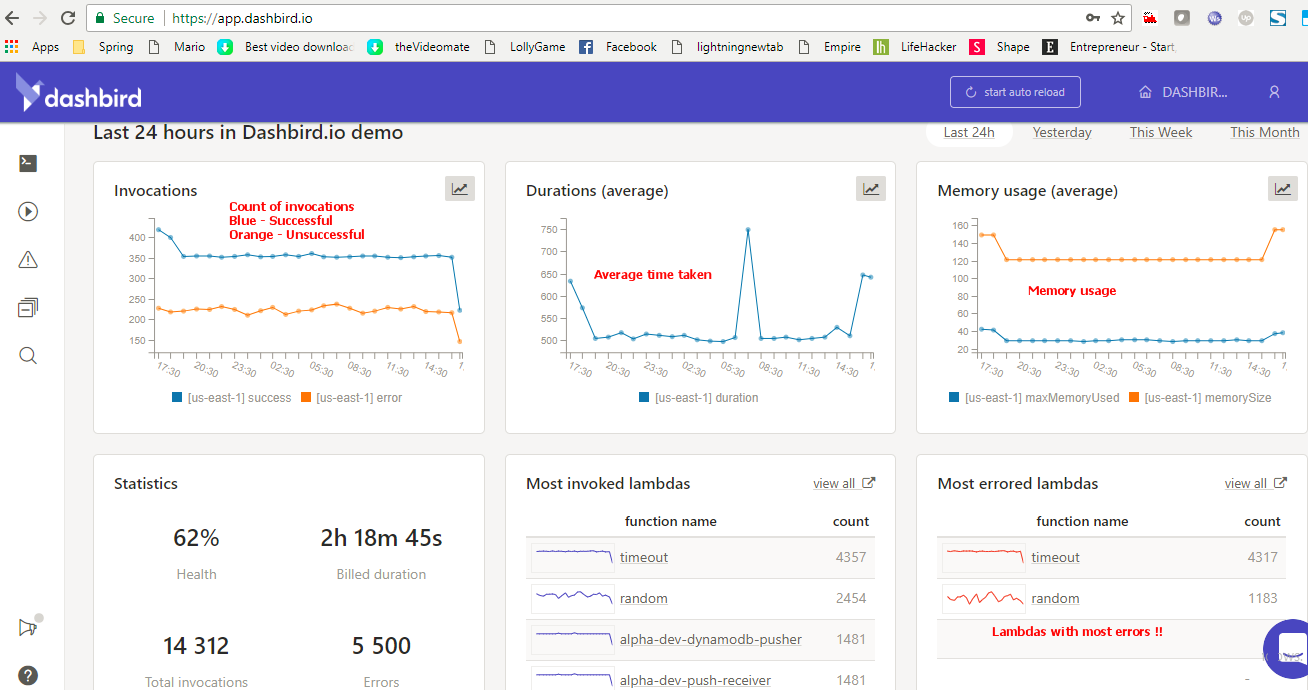 Secure https://app.dashbird.io
Apps Spring Mario Best video downloac theVideomate LollyGame Facebook lightningnewtab Empire LifeHacker Shape Entrepreneur - Start
dashbird start auto reload DASHBIR...
Last 24 hours in Dashbird.io demo Last 24h Yesterday This Week This Month
Invocations
Count of invocations
Blue - Successful
Orange - Unsuccessful
400
350
300
250
200
150
17:30 20:30 23:30 02:30 05:30 08:30 11:30 14:30 1.
[us-east-1] success [us-east-1] error
Durations (average)
Average time taken
750
700
650
600
550
500
17:30 20:30 23:30 02:30 05:30 08:30 11:30 14:30 1.
[us-east-1] duration
Memory usage (average)
Memory usage
160
140
120
100
80
60
40
20
17:30 20:30 23:30 02:30 05:30 08:30 11:30 14:30 1.
[us-east-1] maxMemoryUsed [us-east-1] memorySize
Statistics
62% 2h 18m 45s
Health Billed duration
14 312 5 500
Total invocations Errors
Most invoked lambdas view all
function name count
timeout 4357
random 2454
alpha-dev-dynamodb-pusher 1481
alpha-dev-push-receiver 1481
Most errored lambdas view all
function name count
timeout 4317
random 1183
Lambdas with most errors !!
-
?